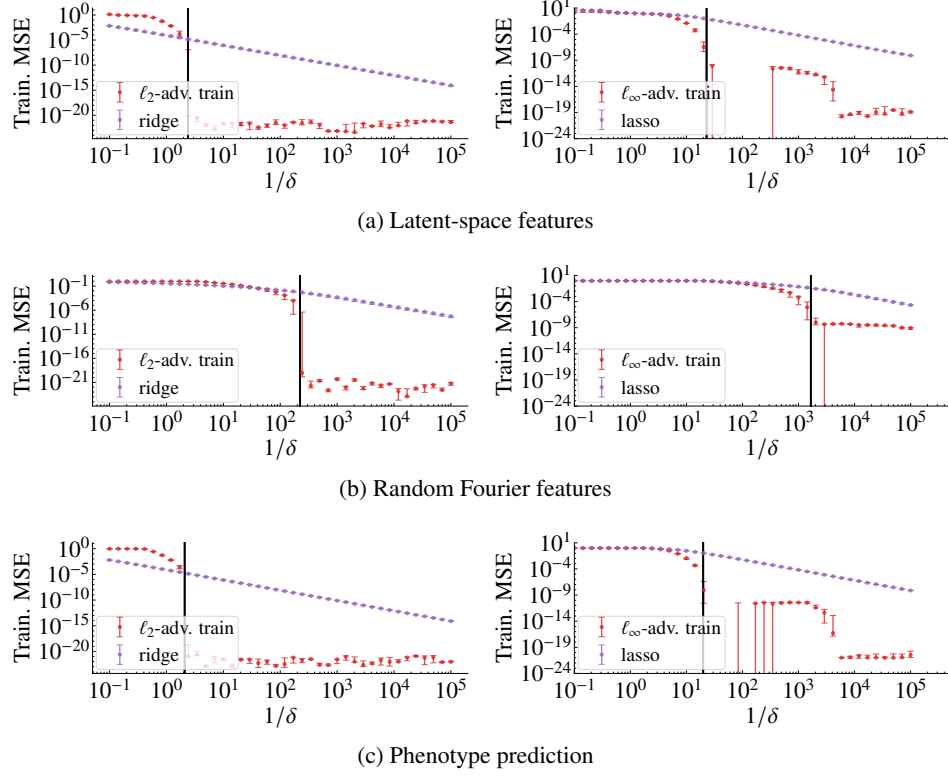 Train. MSE
10^0
10^−5
10^−10
10^−15
10^−20
ℓ2-adv. train
ridge
10^−1 10^0 10^1 10^2 10^3 10^4 10^5
1/δ
Train. MSE
10^1
10^−4
10^−9
10^−14
10^−19
10^−24
ℓ∞-adv. train
lasso
10^−1 10^0 10^1 10^2 10^3 10^4 10^5
1/δ
(a) Latent-space features
Train. MSE
10^−1
10^−6
10^−11
10^−16
10^−21
ℓ2-adv. train
ridge
10^−1 10^0 10^1 10^2 10^3 10^4 10^5
1/δ
Train. MSE
10^1
10^−4
10^−9
10^−14
10^−19
10^−24
ℓ∞-adv. train
lasso
10^−1 10^0 10^1 10^2 10^3 10^4 10^5
1/δ
(b) Random Fourier features
Train. MSE
10^0
10^−5
10^−10
10^−15
10^−20
ℓ2-adv. train
ridge
10^−1 10^0 10^1 10^2 10^3 10^4 10^5
1/δ
Train. MSE
10^1
10^−4
10^−9
10^−14
10^−19
10^−24
ℓ∞-adv. train
lasso
10^−1 10^0 10^1 10^2 10^3 10^4 10^5
1/δ
(c) Phenotype prediction